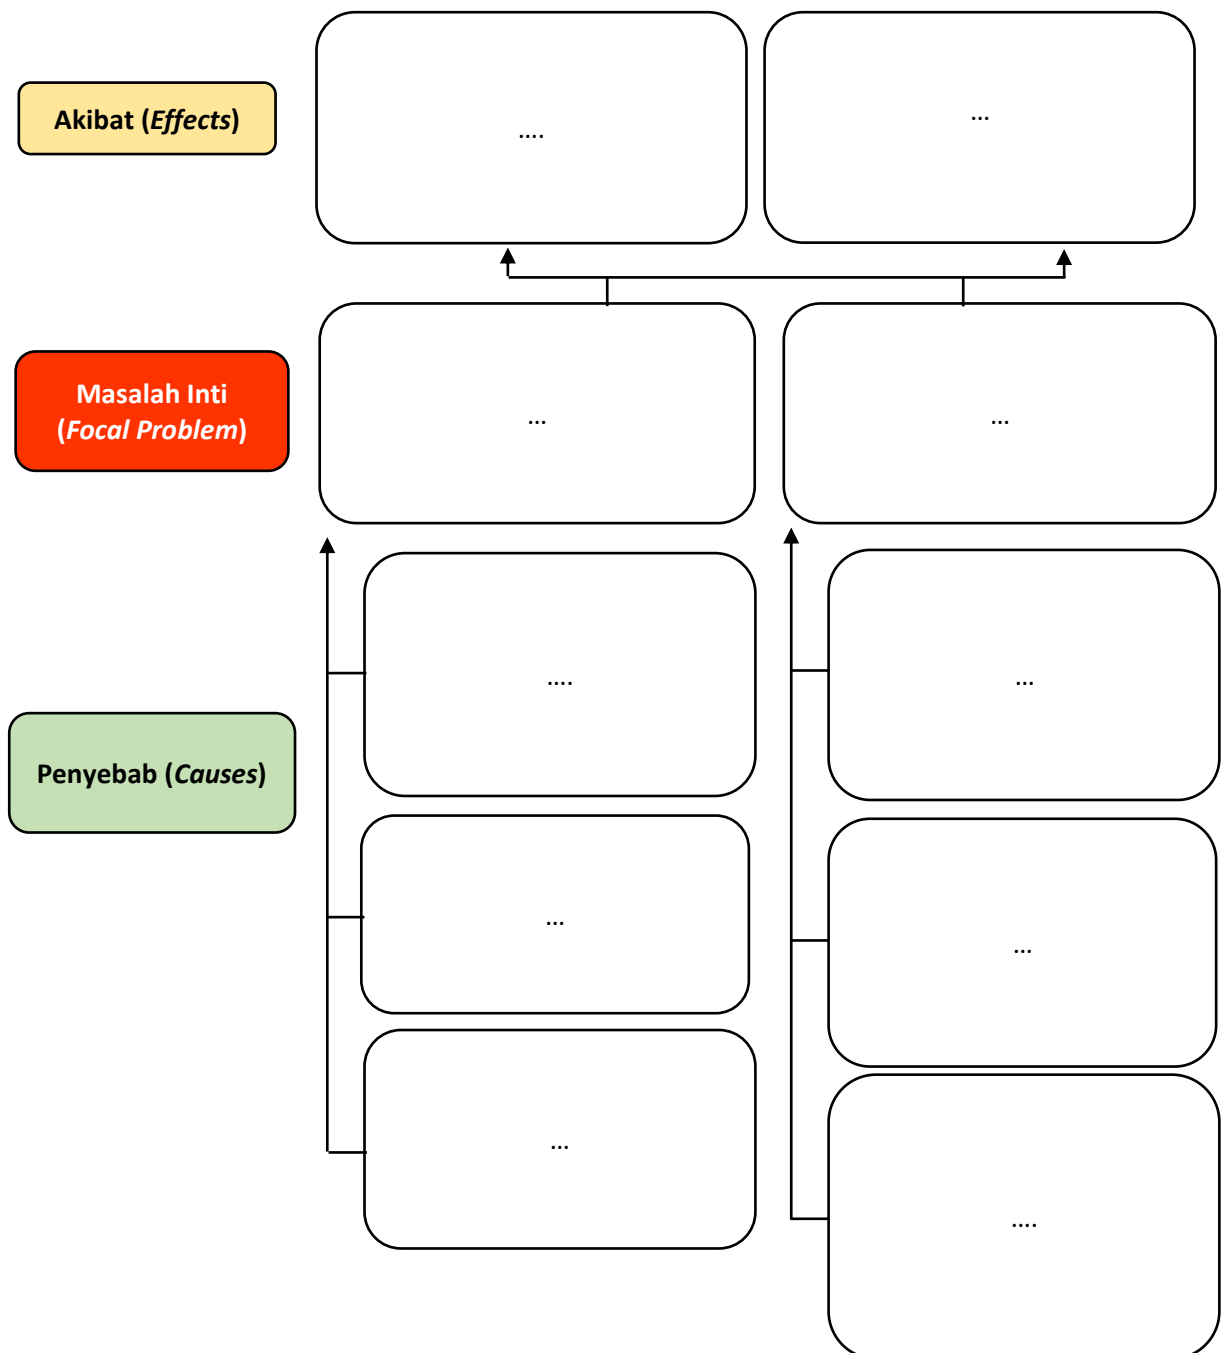 Akibat (Effects)
....
...
Masalah Inti
(Focal Problem)
...
...
Penyebab (Causes)
....
...
...
...
...
....